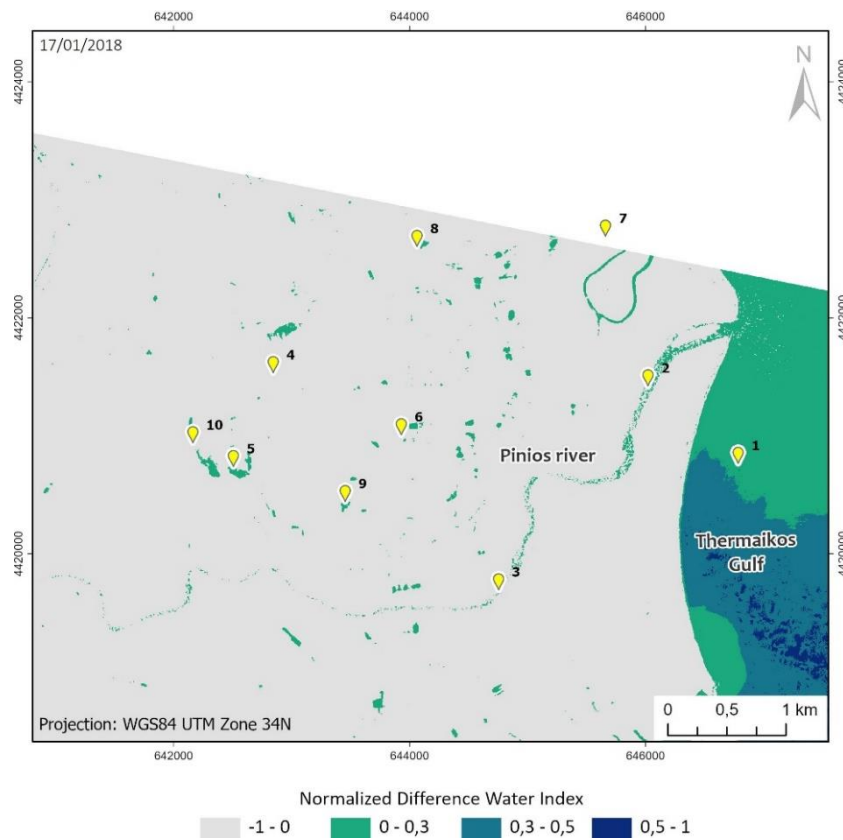 642000 644000 646000
17/01/2018
N
4424000 4424000
7
8
4422000 4422000
4
2
6
10
5
1
Pinios river
9
Thermaikos
Gulf
4420000 4420000
3
0 0,5 1 km
Projection: WGS84 UTM Zone 34N
642000 644000 646000
Normalized Difference Water Index
-1 - 0 0 - 0,3 0,3 - 0,5 0,5 - 1